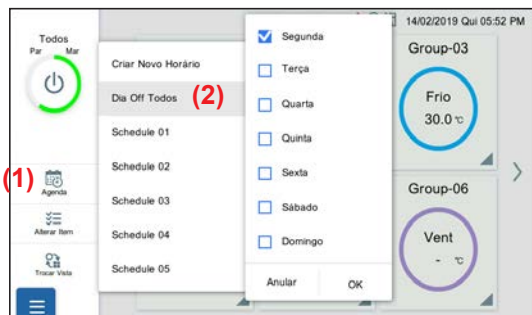 14/02/2019 Qui 05:52 PM
Todos
Par Mar
(1)
Agenda
Alterar Item
Trocar Vista
Criar Novo Horário
Dia Off Todos
(2)
Schedule 01
Schedule 02
Schedule 03
Schedule 04
Schedule 05
Segunda
Terça
Quarta
Quinta
Sexta
Sábado
Domingo
Anular OK
Group-03
Frio
30.0 °C
Group-06
Vent
- °C